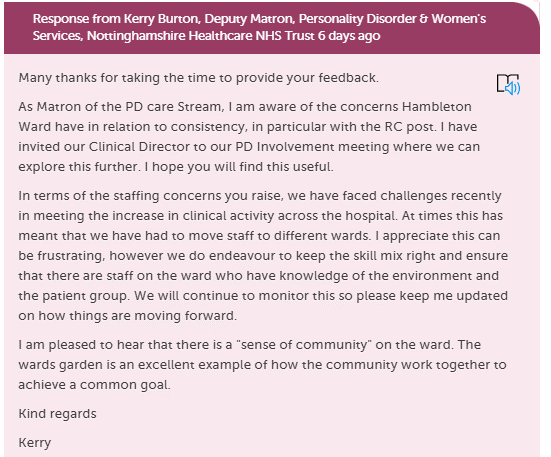 Response from Kerry Burton, Deputy Matron, Personality Disorder & Women's
Services, Nottinghamshire Healthcare NHS Trust 6 days ago
Many thanks for taking the time to provide your feedback.
As Matron of the PD care Stream, I am aware of the concerns Hambleton
Ward have in relation to consistency, in particular with the RC post. I have
invited our Clinical Director to our PD Involvement meeting where we can
explore this further. I hope you will find this useful.
In terms of the staffing concerns you raise, we have faced challenges recently
in meeting the increase in clinical activity across the hospital. At times this has
meant that we have had to move staff to different wards. I appreciate this can
be frustrating, however we do endeavour to keep the skill mix right and ensure
that there are staff on the ward who have knowledge of the environment and
the patient group. We will continue to monitor this so please keep me updated
on how things are moving forward.
I am pleased to hear that there is a "sense of community" on the ward. The
wards garden is an excellent example of how the community work together to
achieve a common goal.
Kind regards
Kerry